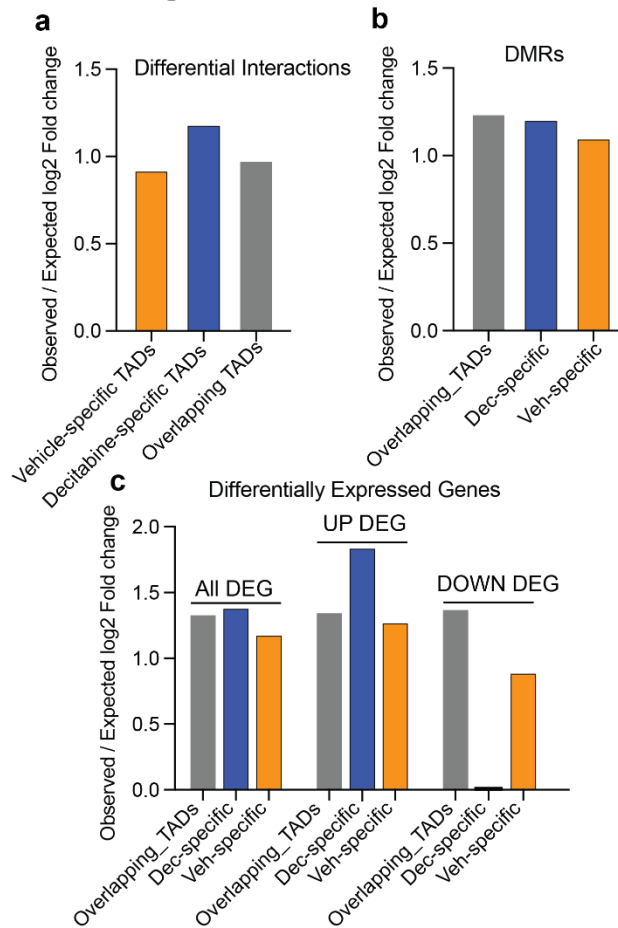 a
Differential Interactions
Observed / Expected log2 Fold change
1.5
1.0
0.5
0.0
Vehicle-specific TADs
Decitabine-specific TADs
Overlapping TADs
b
DMRs
Observed / Expected log2 Fold change
1.5
1.0
0.5
0.0
Overlapping_TADs
Dec-specific
Veh-specific
c
Differentially Expressed Genes
Observed / Expected log2 Fold change
2.0
1.5
1.0
0.5
0.0
All DEG
UP DEG
DOWN DEG
Overlapping_TADs
Dec-specific
Veh-specific
Overlapping_TADs
Dec-specific
Veh-specific
Overlapping_TADs
Dec-specific
Veh-specific